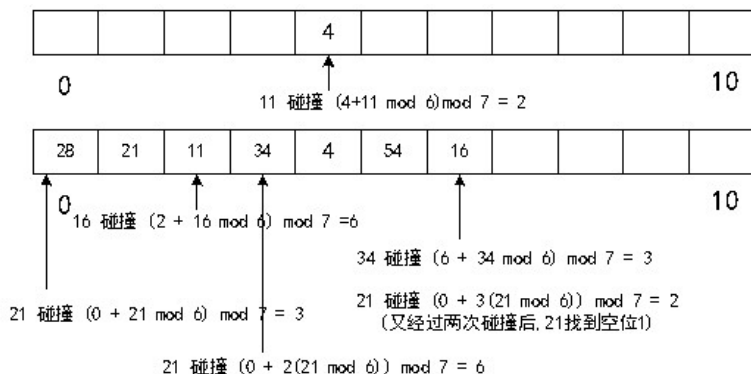 4
0 10
11 碰撞 (4+11 mod 6)mod 7 = 2
28 21 11 34 4 54 16
0 10
16 碰撞 (2 + 16 mod 6) mod 7 =6
34 碰撞 (6 + 34 mod 6) mod 7 = 3
21 碰撞 (0 + 21 mod 6) mod 7 = 3
21 碰撞 (0 + 3(21 mod 6)) mod 7 = 2
(又经过两次碰撞后, 21找到空位1)
21 碰撞 (0 + 2(21 mod 6)) mod 7 = 6